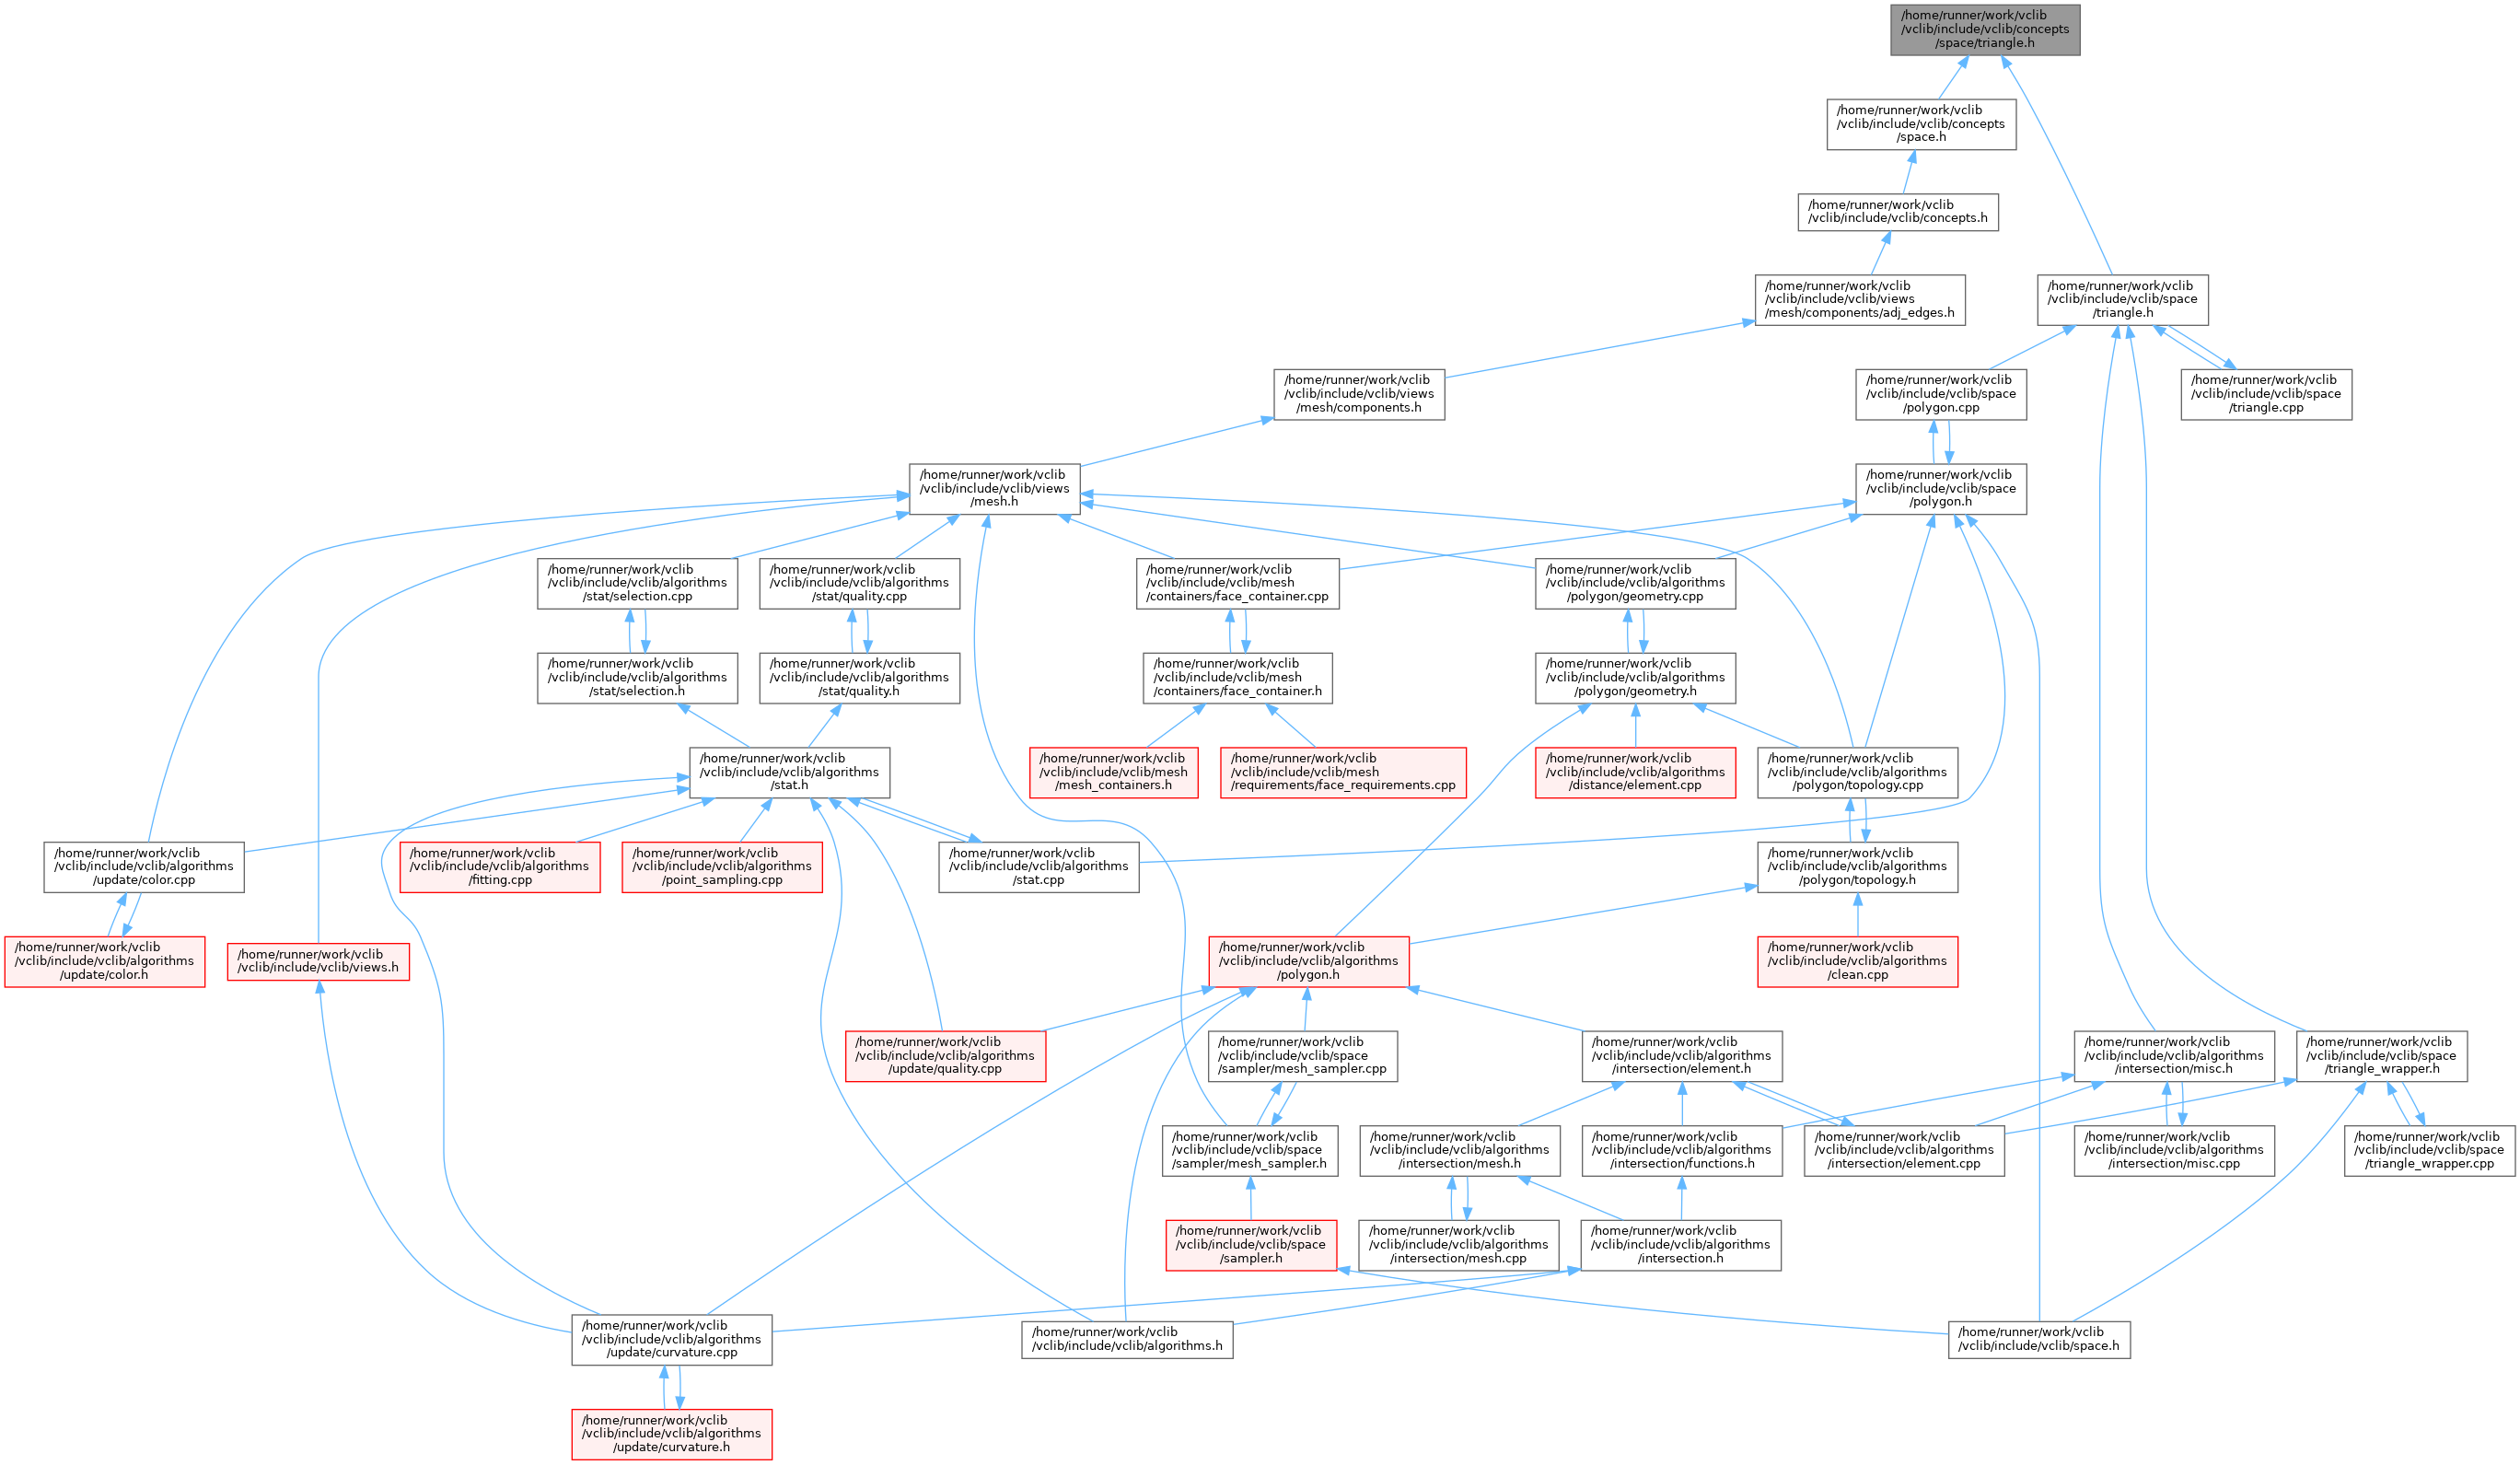 /home/runner/work/vclib
/vclib/include/vclib/concepts
/space/triangle.h
/home/runner/work/vclib
/vclib/include/vclib/concepts
/space.h
/home/runner/work/vclib
/vclib/include/vclib/concepts.h
/home/runner/work/vclib
/vclib/include/vclib/views
/mesh/components/adj_edges.h
/home/runner/work/vclib
/vclib/include/vclib/space
/triangle.h
/home/runner/work/vclib
/vclib/include/vclib/views
/mesh/components.h
/home/runner/work/vclib
/vclib/include/vclib/space
/polygon.cpp
/home/runner/work/vclib
/vclib/include/vclib/space
/triangle.cpp
/home/runner/work/vclib
/vclib/include/vclib/views
/mesh.h
/home/runner/work/vclib
/vclib/include/vclib/space
/polygon.h
/home/runner/work/vclib
/vclib/include/vclib/algorithms
/stat/selection.cpp
/home/runner/work/vclib
/vclib/include/vclib/algorithms
/stat/quality.cpp
/home/runner/work/vclib
/vclib/include/vclib/mesh
/containers/face_container.cpp
/home/runner/work/vclib
/vclib/include/vclib/algorithms
/polygon/geometry.cpp
/home/runner/work/vclib
/vclib/include/vclib/algorithms
/stat/selection.h
/home/runner/work/vclib
/vclib/include/vclib/algorithms
/stat/quality.h
/home/runner/work/vclib
/vclib/include/vclib/mesh
/containers/face_container.h
/home/runner/work/vclib
/vclib/include/vclib/algorithms
/polygon/geometry.h
/home/runner/work/vclib
/vclib/include/vclib/algorithms
/stat.h
/home/runner/work/vclib
/vclib/include/vclib/mesh
/mesh_containers.h
/home/runner/work/vclib
/vclib/include/vclib/mesh
/requirements/face_requirements.cpp
/home/runner/work/vclib
/vclib/include/vclib/algorithms
/distance/element.cpp
/home/runner/work/vclib
/vclib/include/vclib/algorithms
/polygon/topology.cpp
/home/runner/work/vclib
/vclib/include/vclib/algorithms
/update/color.cpp
/home/runner/work/vclib
/vclib/include/vclib/algorithms
/fitting.cpp
/home/runner/work/vclib
/vclib/include/vclib/algorithms
/point_sampling.cpp
/home/runner/work/vclib
/vclib/include/vclib/algorithms
/stat.cpp
/home/runner/work/vclib
/vclib/include/vclib/algorithms
/polygon/topology.h
/home/runner/work/vclib
/vclib/include/vclib/algorithms
/update/color.h
/home/runner/work/vclib
/vclib/include/vclib/views.h
/home/runner/work/vclib
/vclib/include/vclib/algorithms
/polygon.h
/home/runner/work/vclib
/vclib/include/vclib/algorithms
/clean.cpp
/home/runner/work/vclib
/vclib/include/vclib/algorithms
/update/quality.cpp
/home/runner/work/vclib
/vclib/include/vclib/space
/sampler/mesh_sampler.cpp
/home/runner/work/vclib
/vclib/include/vclib/algorithms
/intersection/element.h
/home/runner/work/vclib
/vclib/include/vclib/algorithms
/intersection/misc.h
/home/runner/work/vclib
/vclib/include/vclib/space
/triangle_wrapper.h
/home/runner/work/vclib
/vclib/include/vclib/space
/sampler/mesh_sampler.h
/home/runner/work/vclib
/vclib/include/vclib/algorithms
/intersection/mesh.h
/home/runner/work/vclib
/vclib/include/vclib/algorithms
/intersection/functions.h
/home/runner/work/vclib
/vclib/include/vclib/algorithms
/intersection/element.cpp
/home/runner/work/vclib
/vclib/include/vclib/algorithms
/intersection/misc.cpp
/home/runner/work/vclib
/vclib/include/vclib/space
/triangle_wrapper.cpp
/home/runner/work/vclib
/vclib/include/vclib/space
/sampler.h
/home/runner/work/vclib
/vclib/include/vclib/algorithms
/intersection/mesh.cpp
/home/runner/work/vclib
/vclib/include/vclib/algorithms
/intersection.h
/home/runner/work/vclib
/vclib/include/vclib/algorithms
/update/curvature.cpp
/home/runner/work/vclib
/vclib/include/vclib/algorithms.h
/home/runner/work/vclib
/vclib/include/vclib/space.h
/home/runner/work/vclib
/vclib/include/vclib/algorithms
/update/curvature.h